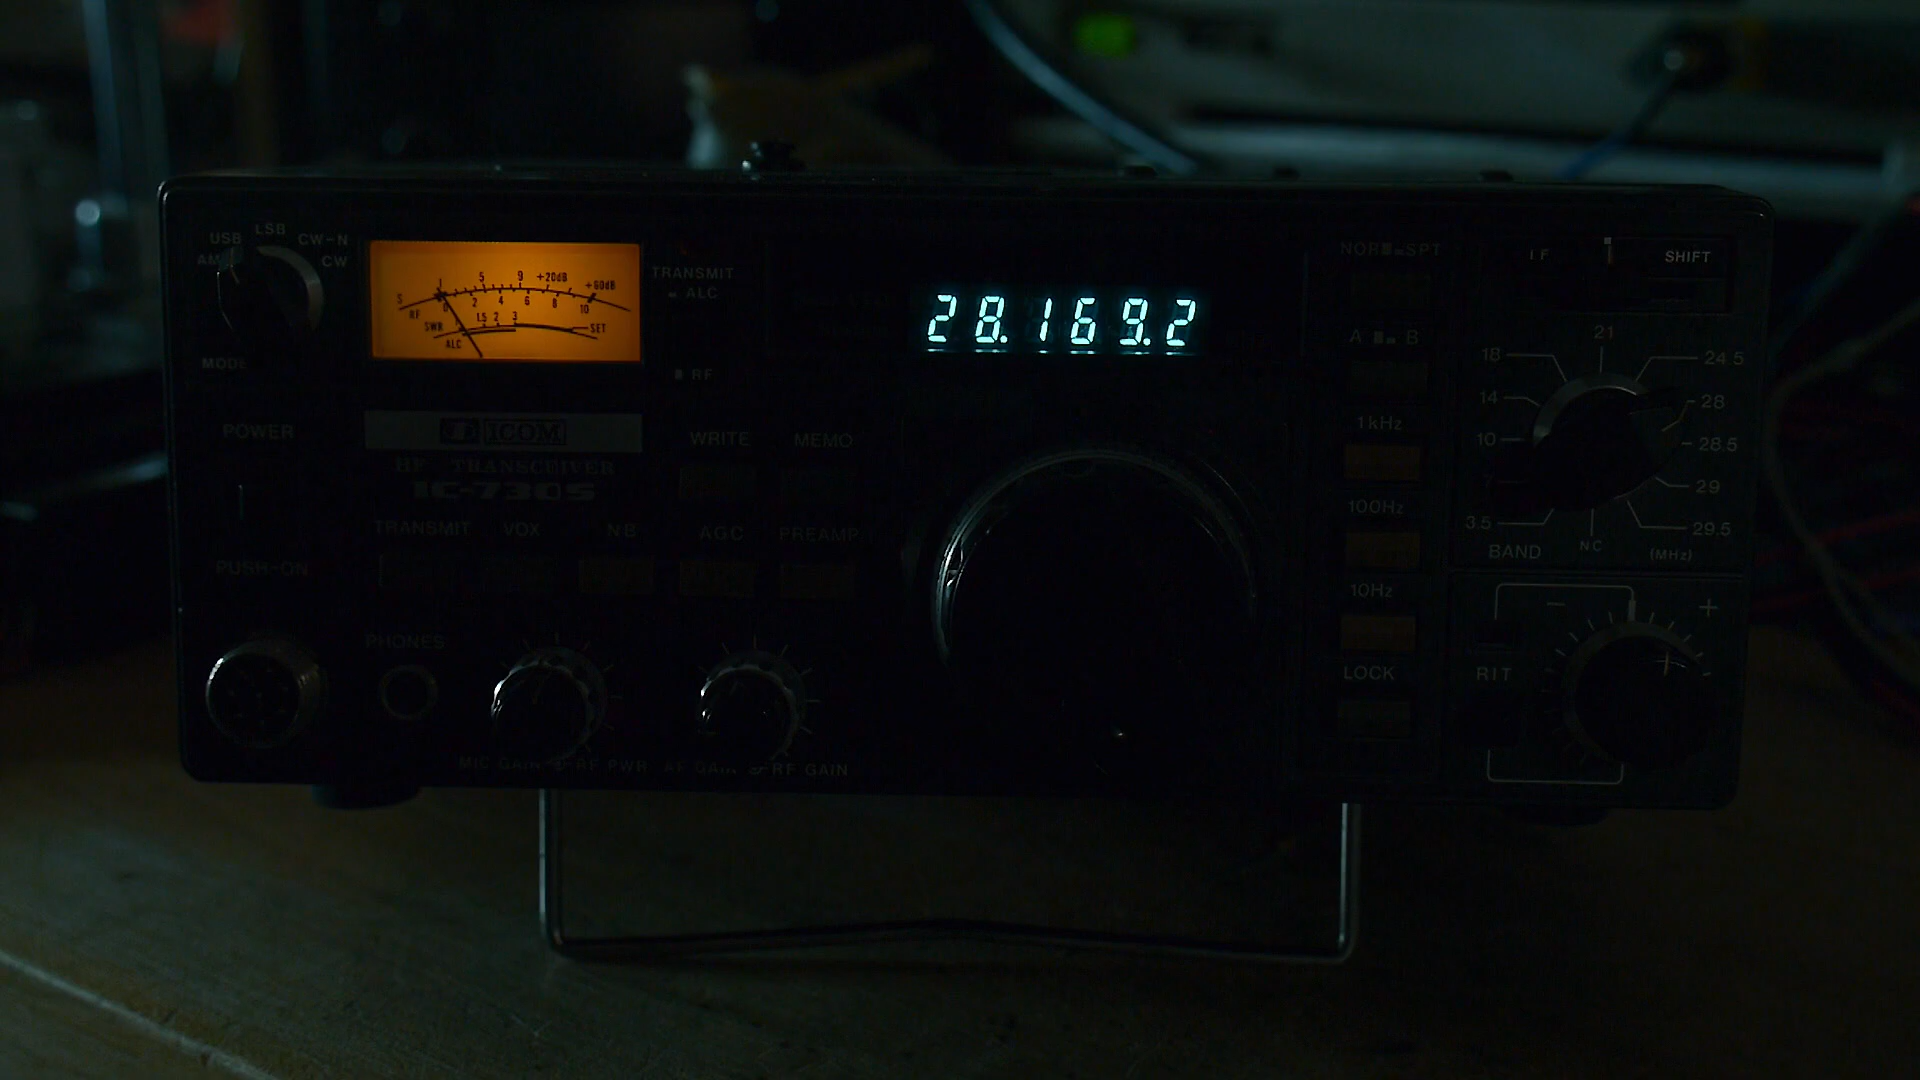 USB LSB CW-N
AM CW
MODE
5 9 +20dB +60dB
S
0 2 4 6 8 10
RF
1.5 2 3
SWR SET
ALC
TRANSMIT
ALC
RF
28.169.2
NOR SPT
A B
IF SHIFT
21
18 24.5
14 28
10 28.5
29
3.5 29.5
BAND NC (MHz)
1kHz
100Hz
10Hz
LOCK
POWER
PUSH-ON
ICOM
HF TRANSCEIVER
IC-730S
WRITE MEMO
TRANSMIT VOX NB AGC PREAMP
PHONES
MIC GAIN RF PWR AF GAIN RF GAIN
- +
RIT